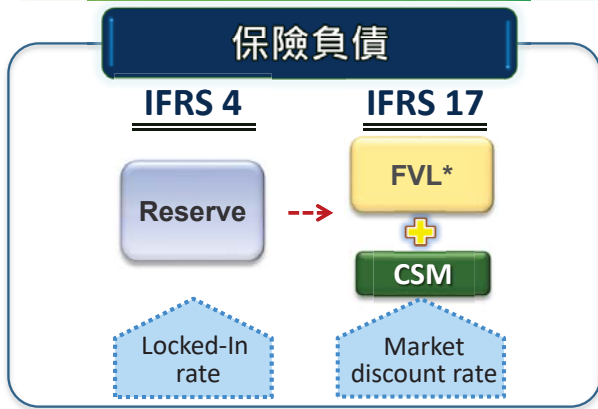 保險負債
IFRS 4
IFRS 17
Reserve
FVL*
CSM
Locked-In
rate
Market
discount rate